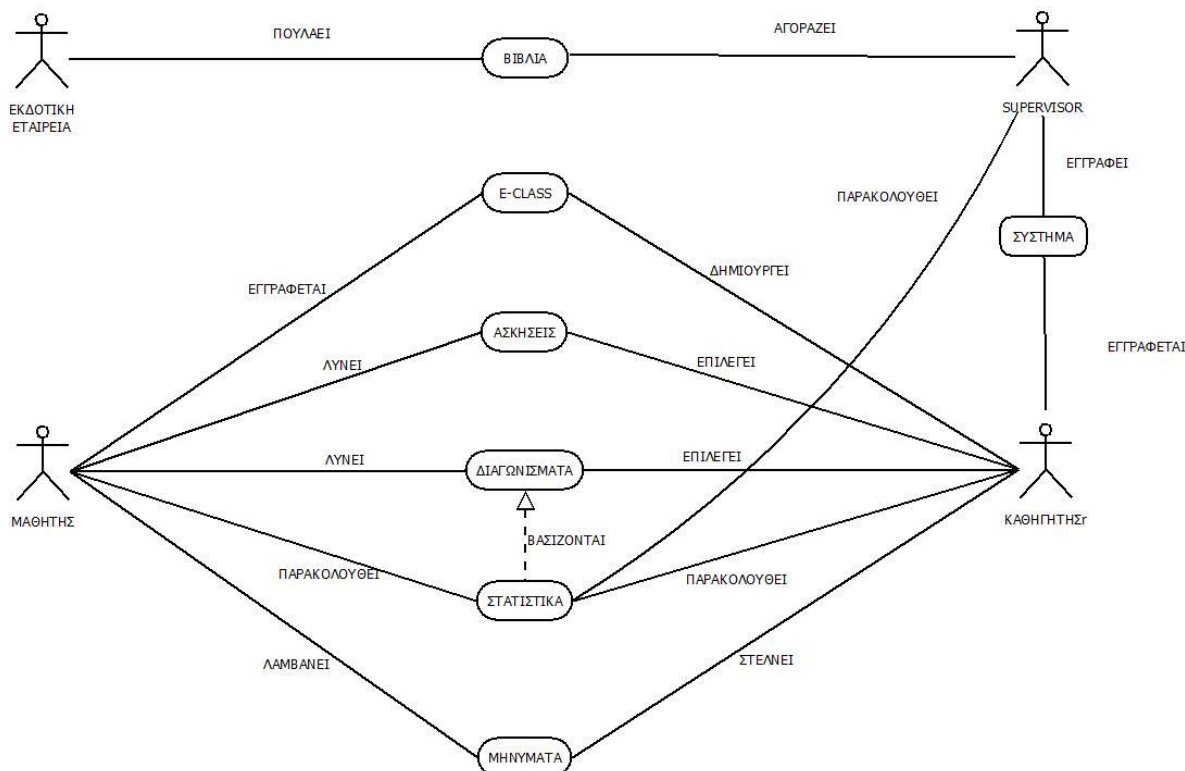 ΠΟΥΛΑΕΙ
ΑΓΟΡΑΖΕΙ
ΒΙΒΛΙΑ
ΕΚΔΟΤΙΚΗ
ΕΤΑΙΡΕΙΑ
SUPERVISOR
ΕΓΓΡΑΦΕΙ
E-CLASS
ΠΑΡΑΚΟΛΟΥΘΕΙ
ΣΥΣΤΗΜΑ
ΔΗΜΙΟΥΡΓΕΙ
ΕΓΓΡΑΦΕΤΑΙ
ΑΣΚΗΣΕΙΣ
ΕΓΓΡΑΦΕΤΑΙ
ΛΥΝΕΙ
ΕΠΙΛΕΓΕΙ
ΛΥΝΕΙ
ΔΙΑΓΩΝΙΣΜΑΤΑ
ΕΠΙΛΕΓΕΙ
ΜΑΘΗΤΗΣ
ΚΑΘΗΓΗΤΗΣr
ΒΑΣΙΖΟΝΤΑΙ
ΠΑΡΑΚΟΛΟΥΘΕΙ
ΠΑΡΑΚΟΛΟΥΘΕΙ
ΣΤΑΤΙΣΤΙΚΑ
ΛΑΜΒΑΝΕΙ
ΣΤΕΛΝΕΙ
ΜΗΝΥΜΑΤΑ